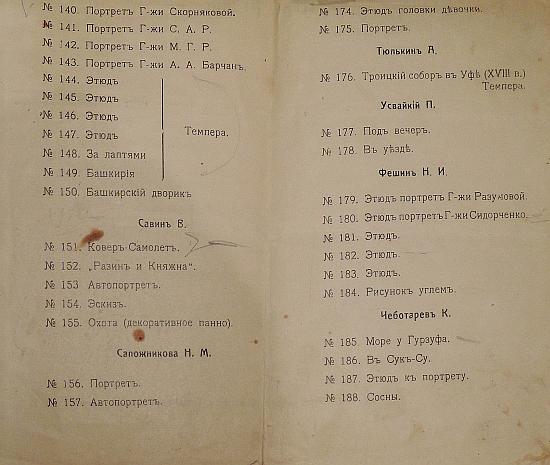 № 140. Портретъ Г-жи Скорняковой.
№ 141. Портретъ Г-жи С. А. Р.
№ 142. Портретъ Г-жи М. Г. Р.
№ 143. Портретъ Г-жи А. А. Барчанъ.
№ 144. Этюдъ
№ 145. Этюдъ
№ 146. Этюдъ
№ 147. Этюдъ
Темпера.
№ 148. За лаптями
№ 149. Башкирія
№ 150. Башкирскій дворикъ
Савинъ В.
№ 151. Коверъ-Самолетъ.
№ 152. „Разинъ и Княжна“.
№ 153 Автопортретъ.
№ 154. Эскизъ.
№ 155. Охота (декоративное панно).
Сапожникова Н. М.
№ 156. Портретъ.
№ 157. Автопортретъ.
№ 174. Этюдъ головки дѣвочки.
№ 175. Портретъ.
Тюлькинъ А.
№ 176. Троицкій соборъ въ Уфѣ (XVIII в.)
Темпера.
Усвайкій П.
№ 177. Подъ вечеръ.
№ 178. Въ уѣздѣ.
Фешинъ Н. И.
№ 179. Этюдъ портретъ Г-жи Разумовой.
№ 180. Этюдъ портретъ Г-жи Сидорченко.
№ 181. Этюдъ.
№ 182. Этюдъ.
№ 183. Этюдъ.
№ 184. Рисунокъ углемъ.
Чеботаревъ К.
№ 185. Море у Гурзуфа.
№ 186. Въ Сукъ-Су.
№ 187. Этюдъ къ портрету.
№ 188. Сосны.